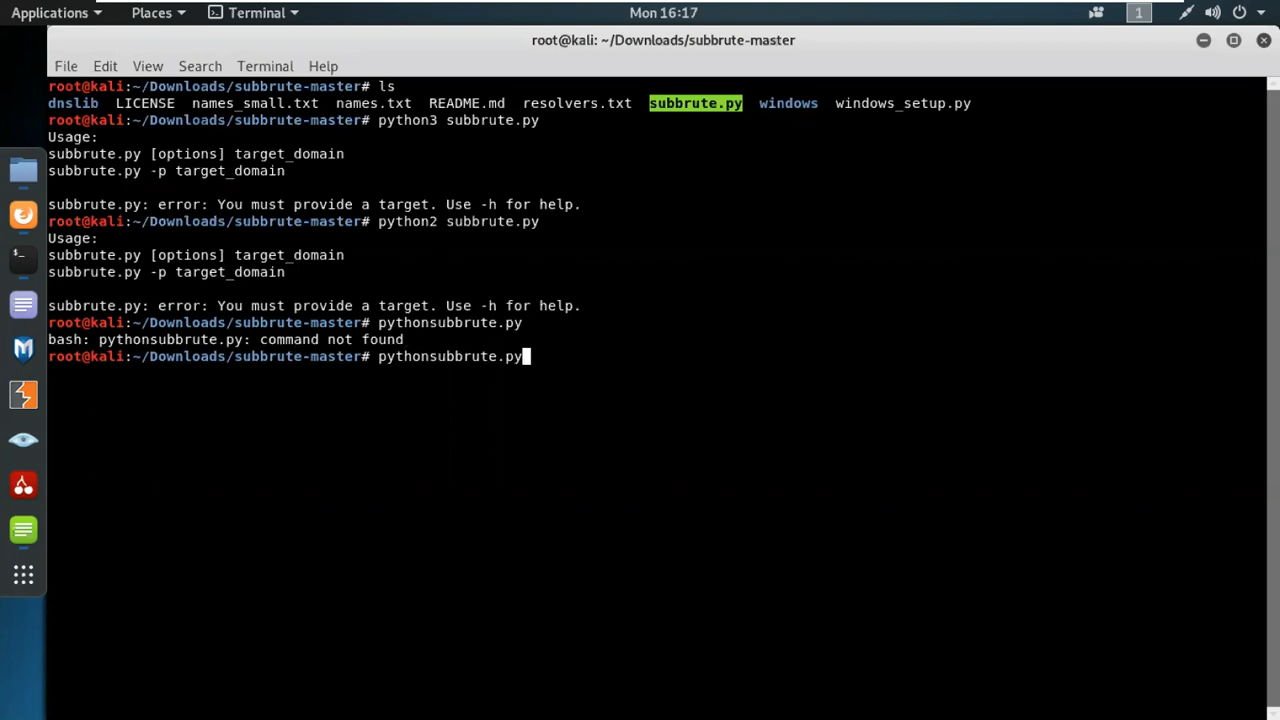 Applications Places Terminal Mon 16:17 1
root@kali: ~/Downloads/subbrute-master
File Edit View Search Terminal Help
root@kali:~/Downloads/subbrute-master# ls
dnslib LICENSE names_small.txt names.txt README.md resolvers.txt subbrute.py windows windows_setup.py
root@kali:~/Downloads/subbrute-master# python3 subbrute.py
Usage:
subbrute.py [options] target_domain
subbrute.py -p target_domain
subbrute.py: error: You must provide a target. Use -h for help.
root@kali:~/Downloads/subbrute-master# python2 subbrute.py
Usage:
subbrute.py [options] target_domain
subbrute.py -p target_domain
subbrute.py: error: You must provide a target. Use -h for help.
root@kali:~/Downloads/subbrute-master# pythonsubbrute.py
bash: pythonsubbrute.py: command not found
root@kali:~/Downloads/subbrute-master# pythonsubbrute.py